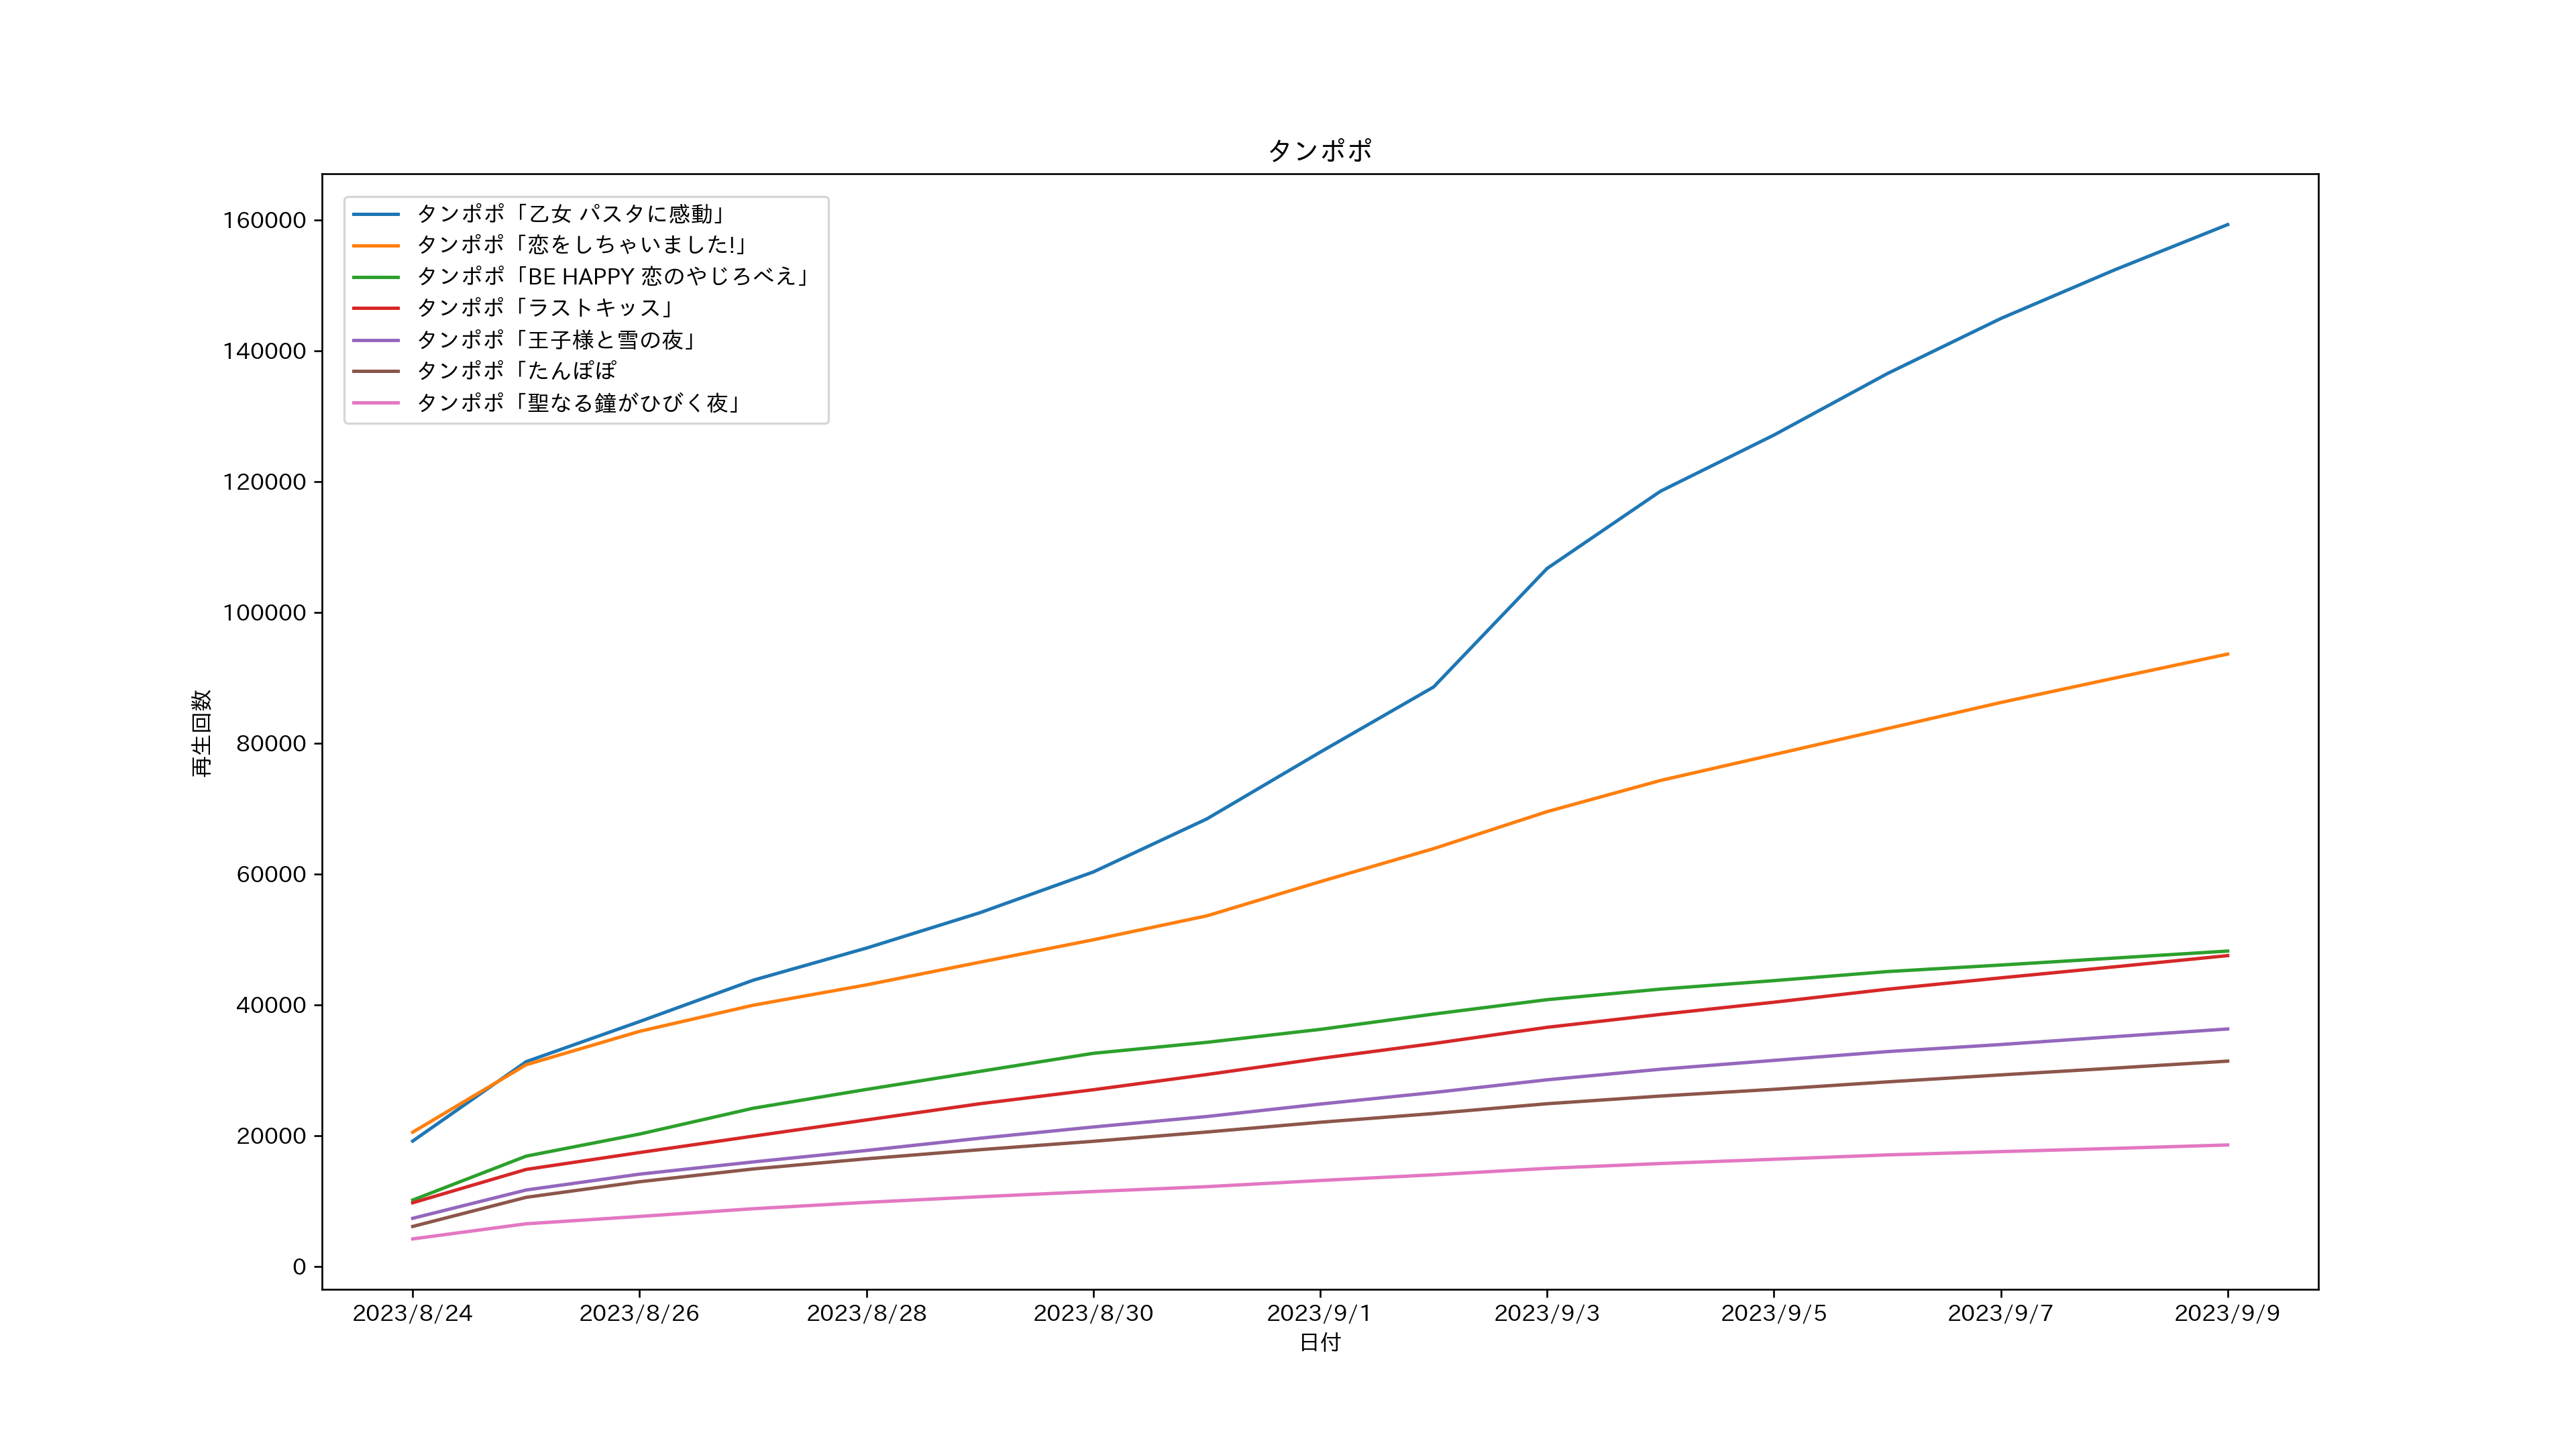 タンポポ
タンポポ「乙女 パスタに感動」
タンポポ「恋をしちゃいました!」
タンポポ「BE HAPPY 恋のやじろべえ」
タンポポ「ラストキッス」
タンポポ「王子様と雪の夜」
タンポポ「たんぽぽ
タンポポ「聖なる鐘がひびく夜」
160000
140000
120000
100000
80000
60000
40000
20000
0
再生回数
2023/8/24 2023/8/26 2023/8/28 2023/8/30 2023/9/1 2023/9/3 2023/9/5 2023/9/7 2023/9/9
日付